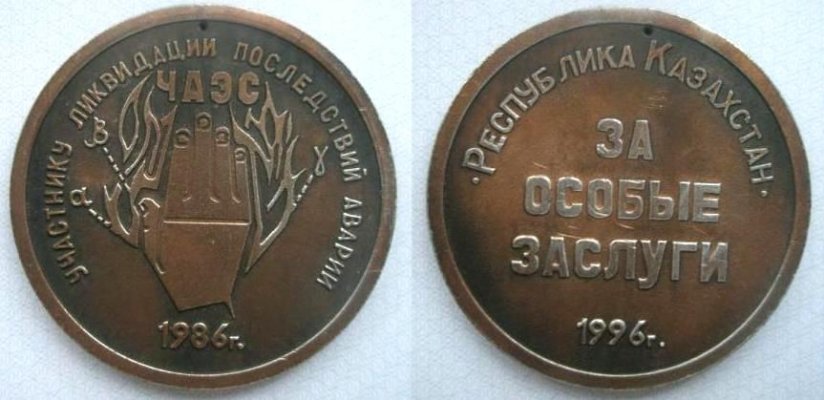 УЧАСТНИКУ ЛИКВИДАЦИИ ПОСЛЕДСТВИЙ АВАРИИ
ЧАЭС
β
α
γ
1986г.
·РЕСПУБЛИКА КАЗАХСТАН·
ЗА
ОСОБЫЕ
ЗАСЛУГИ
1996г.